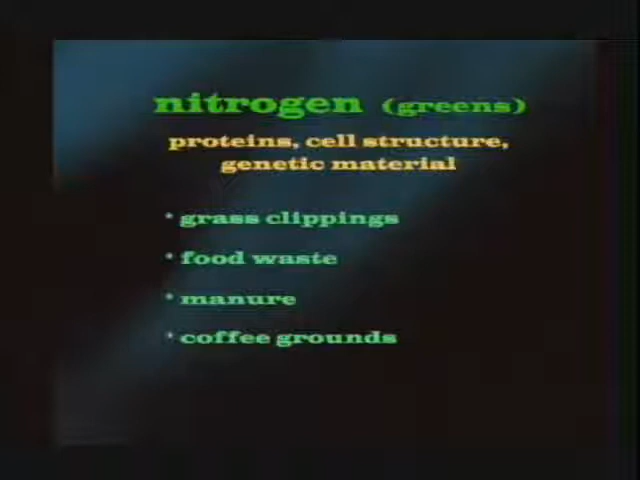 nitrogen (greens)
proteins, cell structure,
genetic material
* grass clippings
* food waste
* manure
* coffee grounds